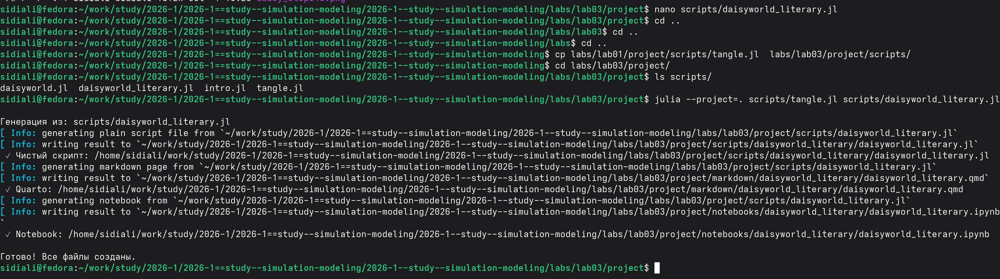 sidiali@fedora:~/work/study/2026-1/2026-1==study--simulation-modeling/2026-1--study--simulation-modeling/labs/lab03/project$ nano scripts/daisyworld_literary.jl
sidiali@fedora:~/work/study/2026-1/2026-1==study--simulation-modeling/2026-1--study--simulation-modeling/labs/lab03/project$ cd ..
sidiali@fedora:~/work/study/2026-1/2026-1==study--simulation-modeling/2026-1--study--simulation-modeling/labs/lab03$ cd ..
sidiali@fedora:~/work/study/2026-1/2026-1==study--simulation-modeling/2026-1--study--simulation-modeling/labs$ cd ..
sidiali@fedora:~/work/study/2026-1/2026-1==study--simulation-modeling/2026-1--study--simulation-modeling$ cp labs/lab01/project/scripts/tangle.jl  labs/lab03/project/scripts/
sidiali@fedora:~/work/study/2026-1/2026-1==study--simulation-modeling/2026-1--study--simulation-modeling$ cd labs/lab03/project/
sidiali@fedora:~/work/study/2026-1/2026-1==study--simulation-modeling/2026-1--study--simulation-modeling/labs/lab03/project$ ls scripts/
daisyworld.jl  daisyworld_literary.jl  intro.jl  tangle.jl
sidiali@fedora:~/work/study/2026-1/2026-1==study--simulation-modeling/2026-1--study--simulation-modeling/labs/lab03/project$ julia --project=. scripts/tangle.jl scripts/daisyworld_literary.jl
Генерация из: scripts/daisyworld_literary.jl
[ Info: generating plain script file from `~/work/study/2026-1/2026-1==study--simulation-modeling/2026-1--study--simulation-modeling/labs/lab03/project/scripts/daisyworld_literary.jl`
[ Info: writing result to `~/work/study/2026-1/2026-1==study--simulation-modeling/2026-1--study--simulation-modeling/labs/lab03/project/scripts/daisyworld_literary/daisyworld_literary.jl`
✓ Чистый скрипт: /home/sidiali/work/study/2026-1/2026-1==study--simulation-modeling/2026-1--study--simulation-modeling/labs/lab03/project/scripts/daisyworld_literary/daisyworld_literary.jl
[ Info: generating markdown page from `~/work/study/2026-1/2026-1==study--simulation-modeling/2026-1--study--simulation-modeling/labs/lab03/project/scripts/daisyworld_literary.jl`
[ Info: writing result to `~/work/study/2026-1/2026-1==study--simulation-modeling/2026-1--study--simulation-modeling/labs/lab03/project/markdown/daisyworld_literary/daisyworld_literary.qmd`
✓ Quarto: /home/sidiali/work/study/2026-1/2026-1==study--simulation-modeling/2026-1--study--simulation-modeling/labs/lab03/project/markdown/daisyworld_literary/daisyworld_literary.qmd
[ Info: generating notebook from `~/work/study/2026-1/2026-1==study--simulation-modeling/2026-1--study--simulation-modeling/labs/lab03/project/scripts/daisyworld_literary.jl`
[ Info: writing result to `~/work/study/2026-1/2026-1==study--simulation-modeling/2026-1--study--simulation-modeling/labs/lab03/project/notebooks/daisyworld_literary/daisyworld_literary.ipynb
`
✓ Notebook: /home/sidiali/work/study/2026-1/2026-1==study--simulation-modeling/2026-1--study--simulation-modeling/labs/lab03/project/notebooks/daisyworld_literary/daisyworld_literary.ipynb
Готово! Все файлы созданы.
sidiali@fedora:~/work/study/2026-1/2026-1==study--simulation-modeling/2026-1--study--simulation-modeling/labs/lab03/project$